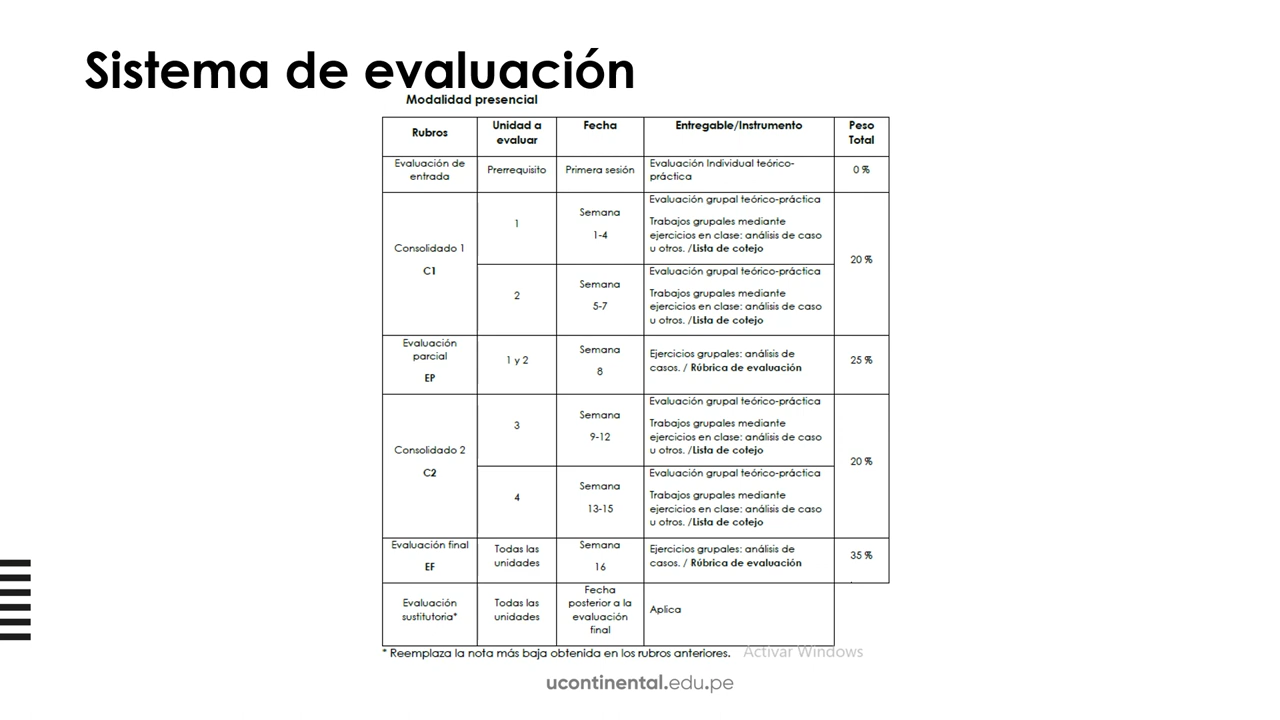 Sistema de evaluación
Modalidad presencial
Rubros
Unidad a
evaluar
Fecha
Entregable/Instrumento
Peso
Total
Evaluación de
entrada
Prerrequisito
Primera sesión
Evaluación Individual teórico-
práctica
0 %
Consolidado 1
C1
1
Semana
1-4
Evaluación grupal teórico-práctica
Trabajos grupales mediante
ejercicios en clase: análisis de caso
u otros. /Lista de cotejo
20 %
2
Semana
5-7
Evaluación grupal teórico-práctica
Trabajos grupales mediante
ejercicios en clase: análisis de caso
u otros. /Lista de cotejo
Evaluación
parcial
EP
1 y 2
Semana
8
Ejercicios grupales: análisis de
casos. / Rúbrica de evaluación
25 %
Consolidado 2
C2
3
Semana
9-12
Evaluación grupal teórico-práctica
Trabajos grupales mediante
ejercicios en clase: análisis de caso
u otros. /Lista de cotejo
20 %
4
Semana
13-15
Evaluación grupal teórico-práctica
Trabajos grupales mediante
ejercicios en clase: análisis de caso
u otros. /Lista de cotejo
Evaluación final
EF
Todas las
unidades
Semana
16
Ejercicios grupales: análisis de
casos. / Rúbrica de evaluación
35 %
Evaluación
sustitutoria*
Todas las
unidades
Fecha
posterior a la
evaluación
final
Aplica
* Reemplaza la nota más baja obtenida en los rubros anteriores.
Activar Windows
ucontinental.edu.pe